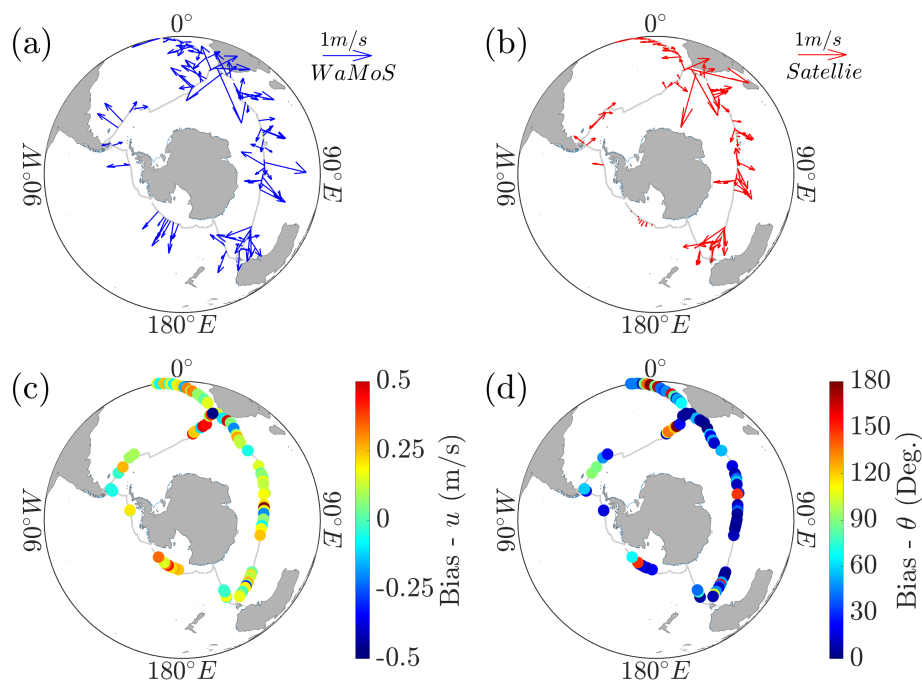 (a)
0°
1m/s
WaMoS
90°W
90°E
180°E
(b)
0°
1m/s
Satellie
90°W
90°E
180°E
(c)
0°
90°W
90°E
180°E
0.5
0.25
0
-0.25
-0.5
Bias - u (m/s)
(d)
0°
90°W
90°E
180°E
180
150
120
90
60
30
0
Bias - θ (Deg.)